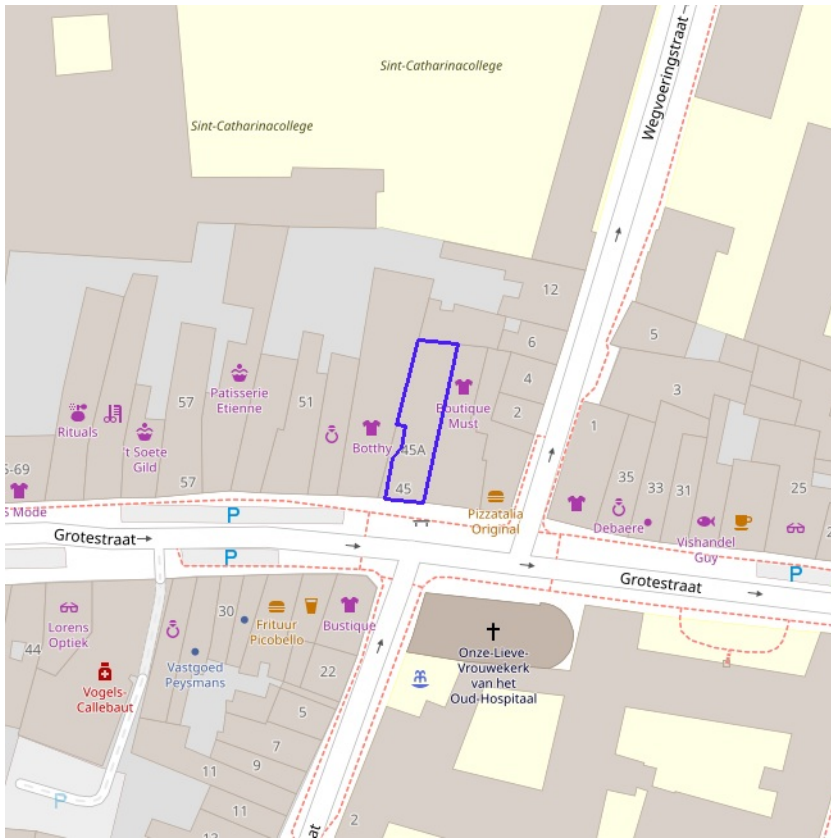 Sint-Catharinacollege
Wegvoeringstraat
Sint-Catharinacollege
12
5
6
Patisserie
Etienne
57
51
4
3
Boutique
Must
2
Rituals
't Soete
Gild
Botthy
1
45A
45
57
35
33
31
25
S Mode
Pizzatalia
Original
Debaere
Vishandel
Guy
P
Grotestraat
P
P
Grotestraat
30
Lorens
Optiek
44
Frituur
Picobello
Bustique
Onze-Lieve-
Vrouwekerk
van het
Oud-Hospitaal
Vastgoed
Peysmans
22
Vogels-
Callebaut
5
7
9
11
11
P
2